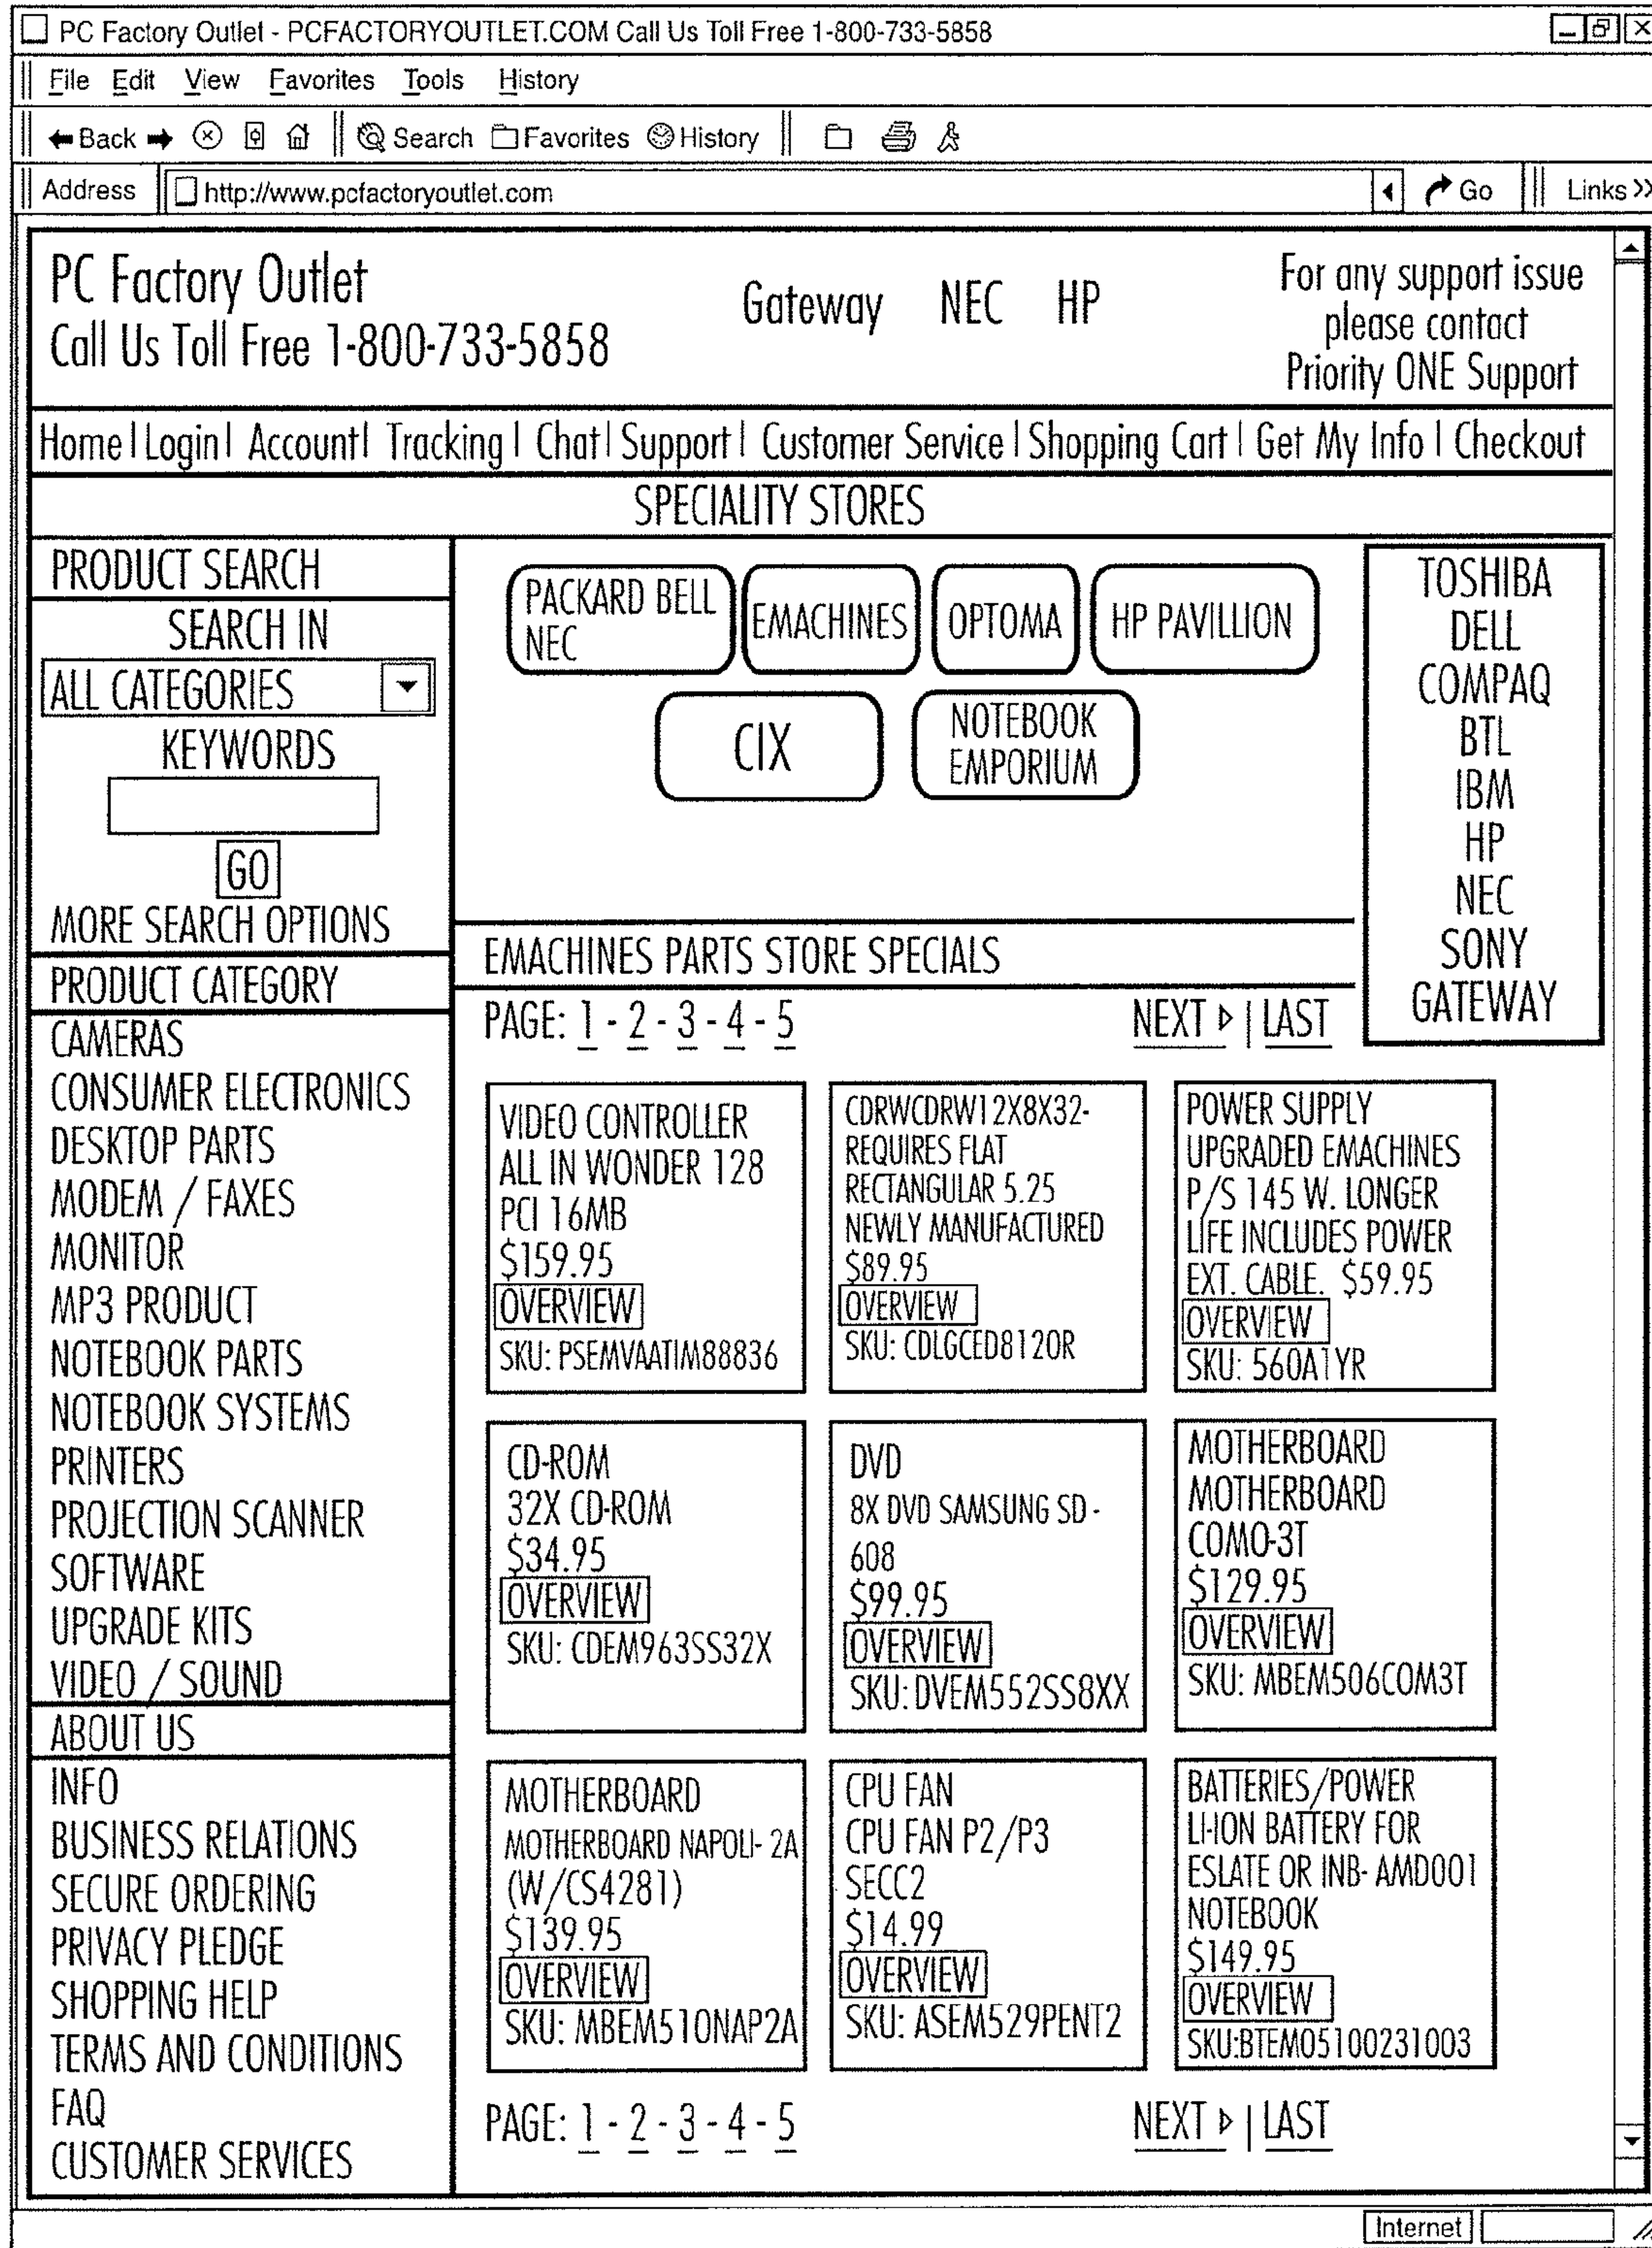 PC Factory Outlet - PCFACTORYOUTLET.COM Call Us Toll Free 1-800-733-5858
File Edit View Favorites Tools History
Back Search Favorites History
Address http://www.pcfactoryoutlet.com Go Links >>
PC Factory Outlet
Call Us Toll Free 1-800-733-5858
Gateway NEC HP
For any support issue
please contact
Priority ONE Support
Home | Login | Account | Tracking | Chat | Support | Customer Service | Shopping Cart | Get My Info | Checkout
SPECIALITY STORES
PRODUCT SEARCH
SEARCH IN
ALL CATEGORIES
KEYWORDS
GO
MORE SEARCH OPTIONS
PRODUCT CATEGORY
CAMERAS
CONSUMER ELECTRONICS
DESKTOP PARTS
MODEM / FAXES
MONITOR
MP3 PRODUCT
NOTEBOOK PARTS
NOTEBOOK SYSTEMS
PRINTERS
PROJECTION SCANNER
SOFTWARE
UPGRADE KITS
VIDEO / SOUND
ABOUT US
INFO
BUSINESS RELATIONS
SECURE ORDERING
PRIVACY PLEDGE
SHOPPING HELP
TERMS AND CONDITIONS
FAQ
CUSTOMER SERVICES
PACKARD BELL
NEC
EMACHINES
OPTOMA
HP PAVILLION
CIX
NOTEBOOK
EMPORIUM
TOSHIBA
DELL
COMPAQ
BTL
IBM
HP
NEC
SONY
GATEWAY
EMACHINES PARTS STORE SPECIALS
PAGE: 1 - 2 - 3 - 4 - 5 NEXT | LAST
VIDEO CONTROLLER
ALL IN WONDER 128
PCI 16MB
$159.95
OVERVIEW
SKU: PSEMVAATIM88836
CDRWCDRW12X8X32-
REQUIRES FLAT
RECTANGULAR 5.25
NEWLY MANUFACTURED
$89.95
OVERVIEW
SKU: CDLGCED8120R
POWER SUPPLY
UPGRADED EMACHINES
P/S 145 W. LONGER
LIFE INCLUDES POWER
EXT. CABLE. $59.95
OVERVIEW
SKU: 560A1YR
CD-ROM
32X CD-ROM
$34.95
OVERVIEW
SKU: CDEM963SS32X
DVD
8X DVD SAMSUNG SD -
608
$99.95
OVERVIEW
SKU: DVEM552SS8XX
MOTHERBOARD
MOTHERBOARD
COMO-3T
$129.95
OVERVIEW
SKU: MBEM506COM3T
MOTHERBOARD
MOTHERBOARD NAPOLI- 2A
(W/CS4281)
$139.95
OVERVIEW
SKU: MBEM510NAP2A
CPU FAN
CPU FAN P2/P3
SECC2
$14.99
OVERVIEW
SKU: ASEM529PENT2
BATTERIES/POWER
LI-ION BATTERY FOR
ESLATE OR INB- AMD001
NOTEBOOK
$149.95
OVERVIEW
SKU:BTEM05100231003
PAGE: 1 - 2 - 3 - 4 - 5 NEXT | LAST
Internet